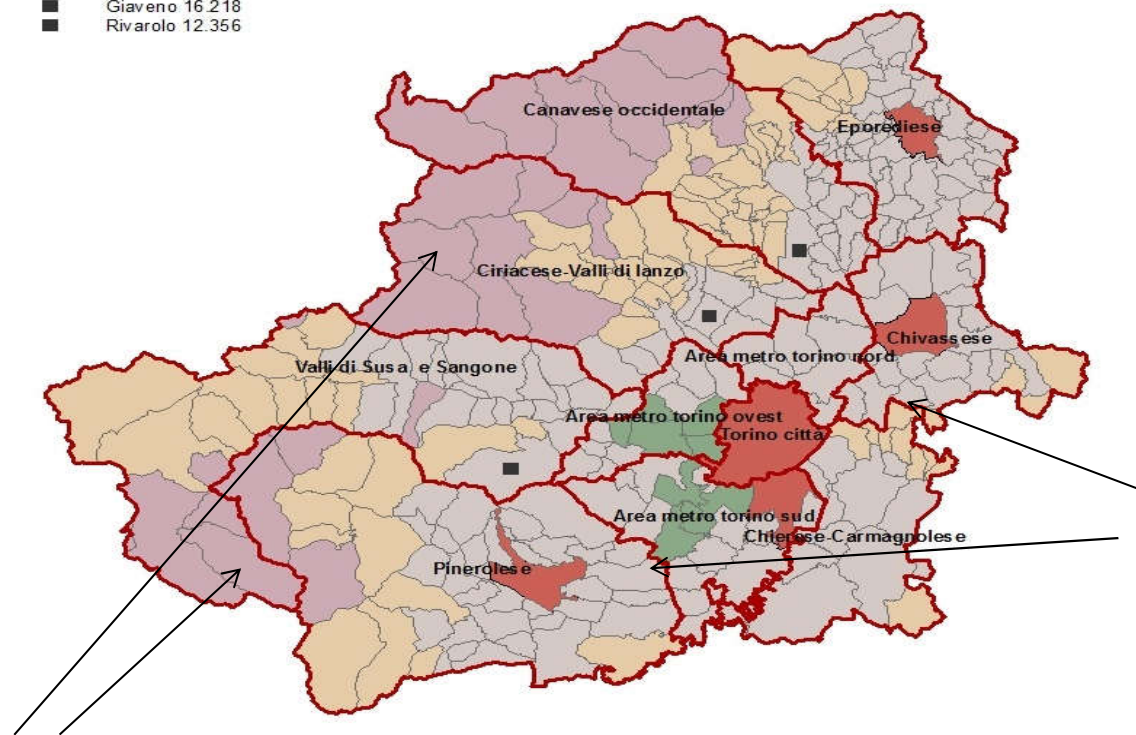 Giaveno 16.218
Rivarolo 12.356
Canavese occidentale
Eporediese
Ciriacese-Valli di lanzo
Chivassese
Area metro torino nord
Valli di Susa e Sangone
Area metro torino ovest
Torino città
Area metro torino sud
Chierese-Carmagnolese
Pinerolese